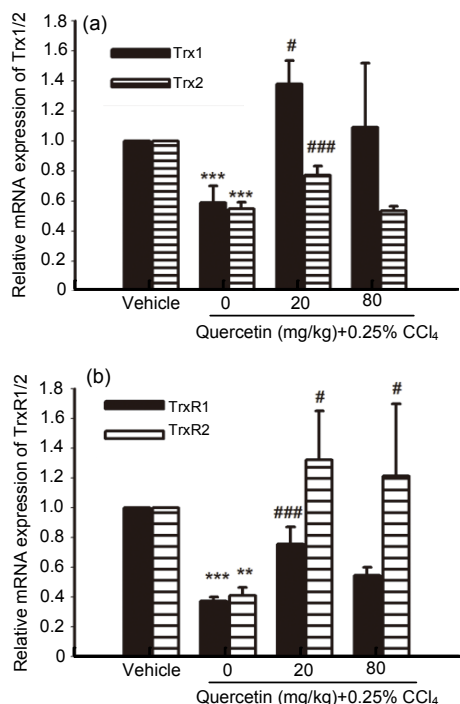 (a)
Relative mRNA expression of Trx1/2
1.8
1.6
1.4
1.2
1.0
0.8
0.6
0.4
0.2
0
Trx1
Trx2
***
***
#
###
Vehicle
0
20
80
Quercetin (mg/kg)+0.25% CCl₄
(b)
Relative mRNA expression of TrxR1/2
1.8
1.6
1.4
1.2
1.0
0.8
0.6
0.4
0.2
0
TrxR1
TrxR2
***
**
###
#
#
Vehicle
0
20
80
Quercetin (mg/kg)+0.25% CCl₄